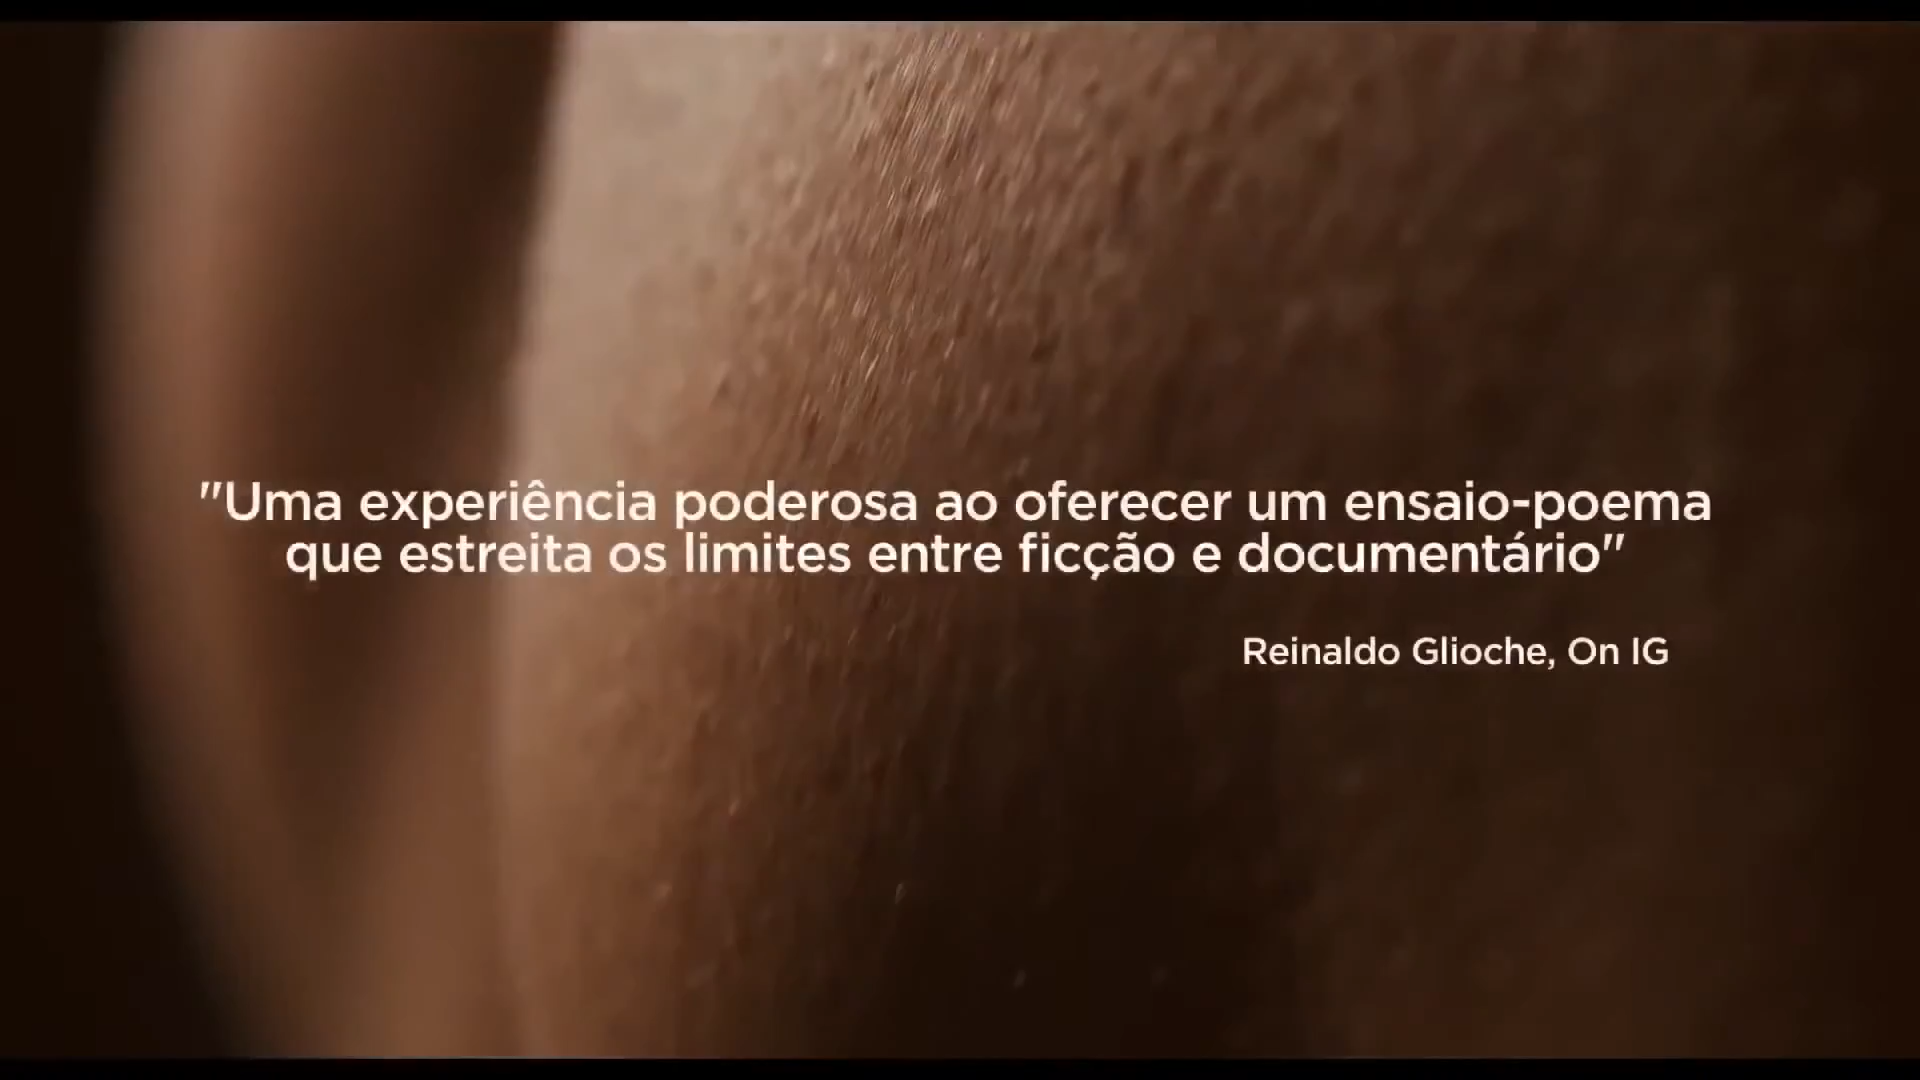 "Uma experiência poderosa ao oferecer um ensaio-poema
que estreita os limites entre ficção e documentário"
Reinaldo Glioche, On IG